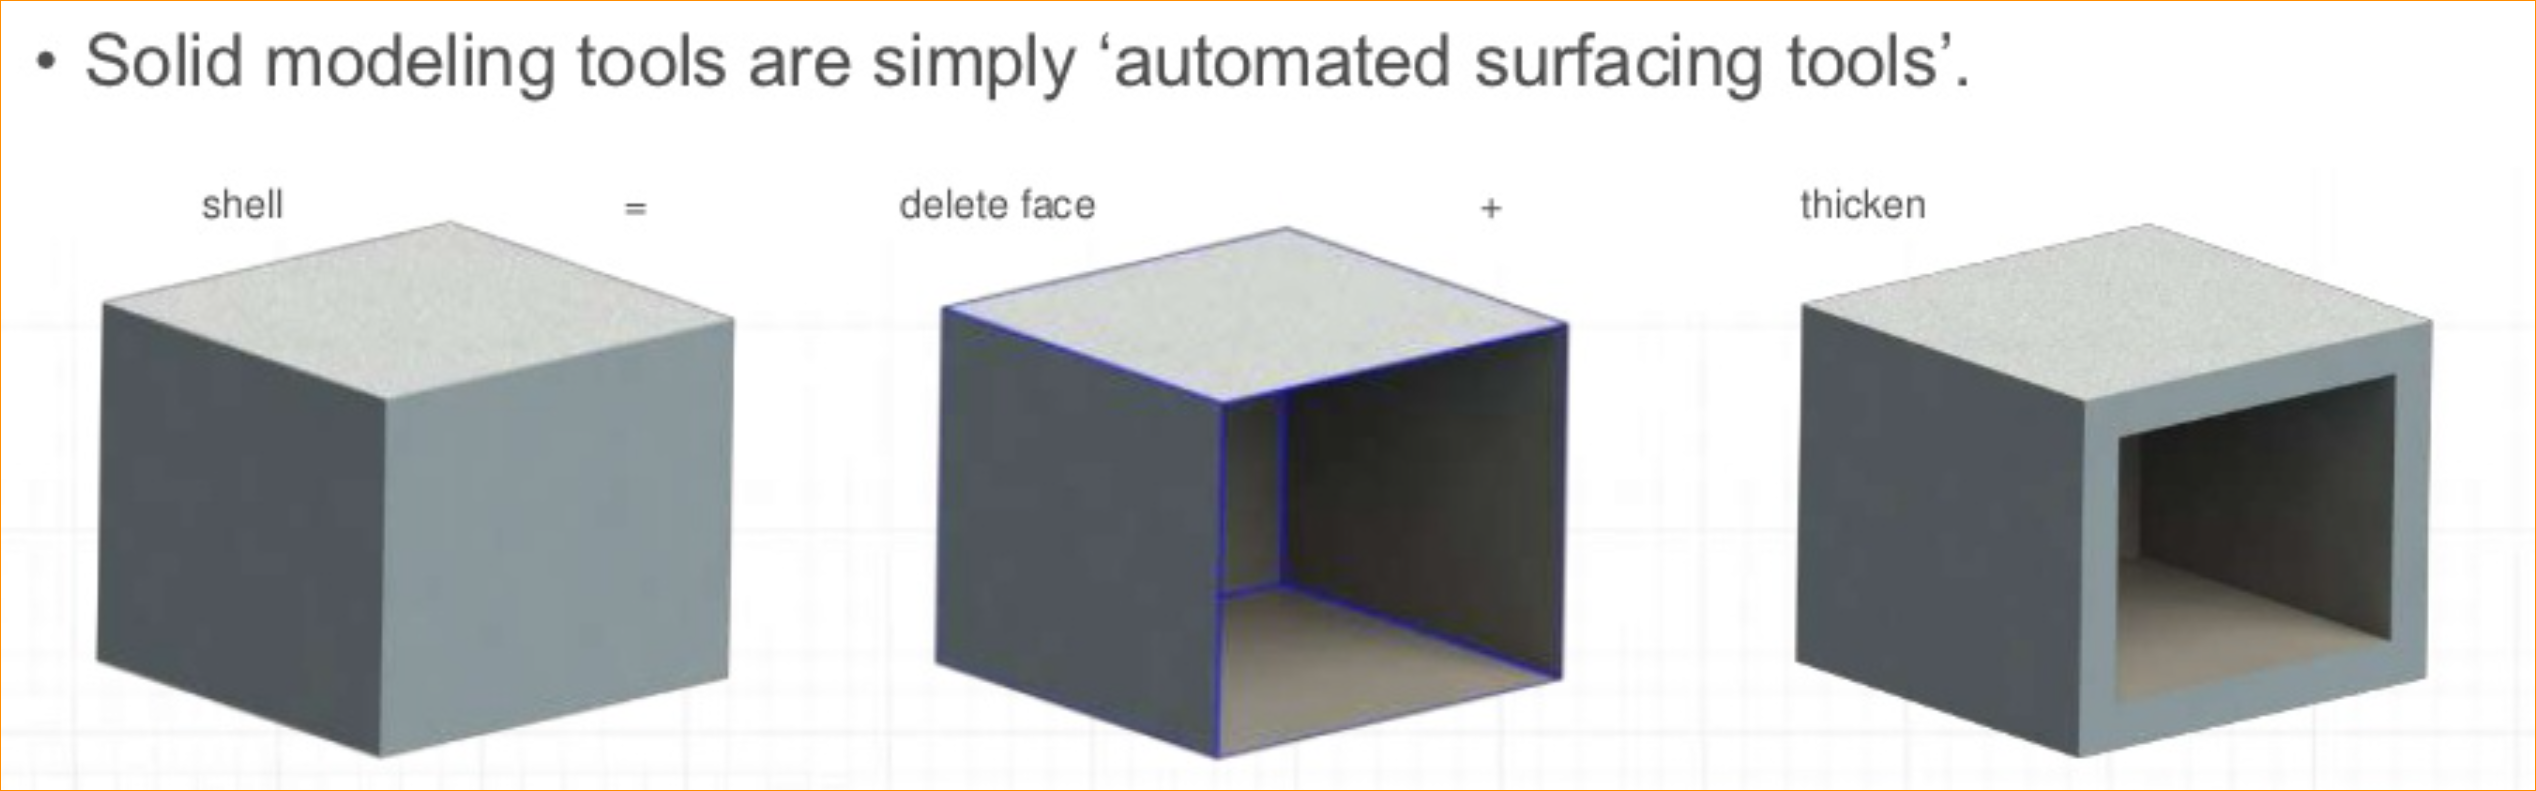 • Solid modeling tools are simply ‘automated surfacing tools’.
shell = delete face + thicken